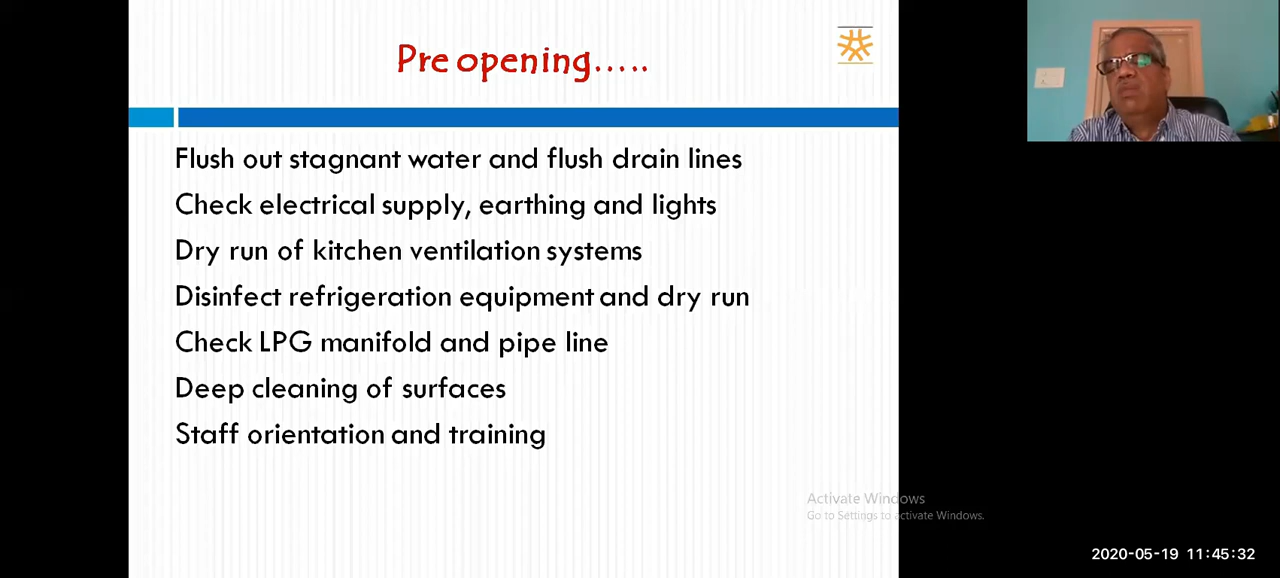 Pre opening.....
Flush out stagnant water and flush drain lines
Check electrical supply, earthing and lights
Dry run of kitchen ventilation systems
Disinfect refrigeration equipment and dry run
Check LPG manifold and pipe line
Deep cleaning of surfaces
Staff orientation and training
Activate Windows
Go to Settings to activate Windows.
2020-05-19 11:45:32